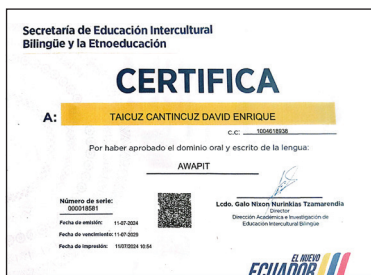 Secretaría de Educación Intercultural
Bilingüe y la Etnoeducación
CERTIFICA
A: TAICUZ CANTINCUZ DAVID ENRIQUE
C.C: 1004618938
Por haber aprobado el dominio oral y escrito de la lengua:
AWAPIT
Número de serie:
000018581
Fecha de emisión: 11-07-2024
Fecha de vencimiento: 11-07-2029
Fecha de impresión: 11/07/2024 10:54
Lcdo. Galo Nixon Nurinkias Tzamarendia
Director
Dirección Académica e Investigación de
Educación Intercultural Bilingüe
EL NUEVO
ECUADOR